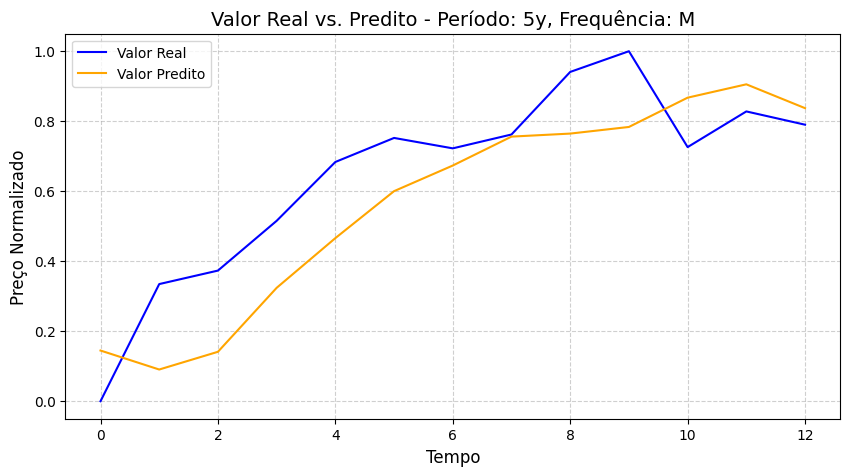 Valor Real vs. Predito - Período: 5y, Frequência: M
Valor Real
Valor Predito
Preço Normalizado
1.0
0.8
0.6
0.4
0.2
0.0
0 2 4 6 8 10 12
Tempo